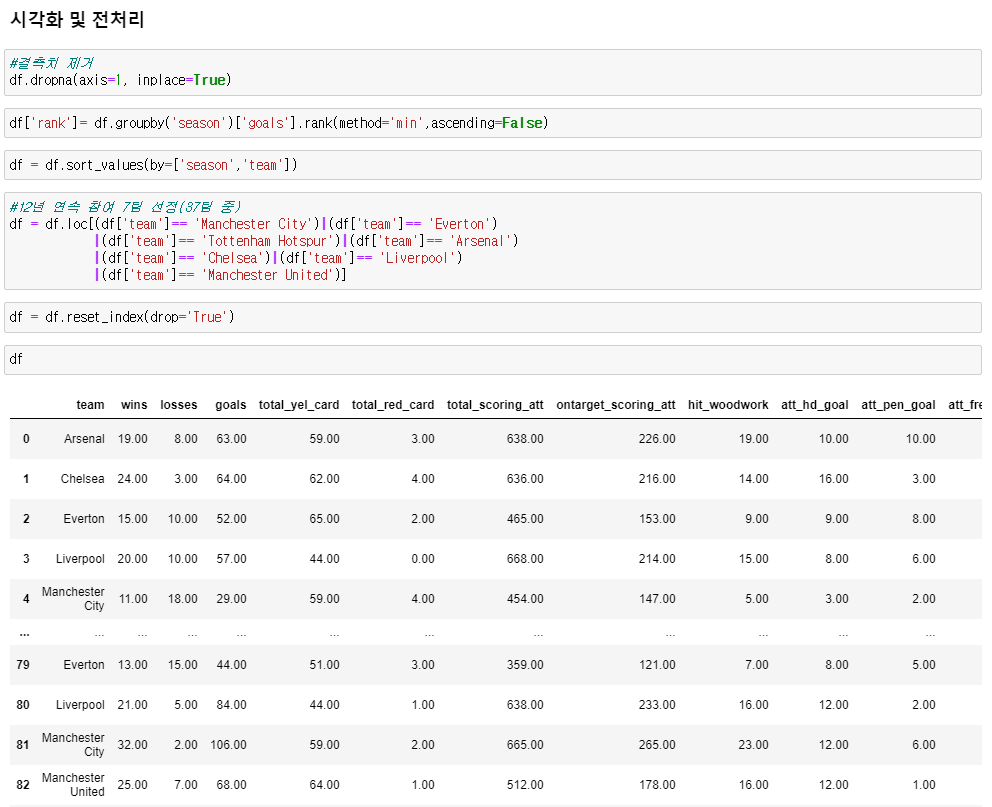 시각화 및 전처리
#결측치 제거
df.dropna(axis=1, inplace=True)
df['rank']= df.groupby('season')['goals'].rank(method='min',ascending=False)
df = df.sort_values(by=['season','team'])
#12년 연속 참여 7팀 선정(37팀 중)
df = df.loc[(df['team']== 'Manchester City')|(df['team']== 'Everton')
|(df['team']== 'Tottenham Hotspur')|(df['team']== 'Arsenal')
|(df['team']== 'Chelsea')|(df['team']== 'Liverpool')
|(df['team']== 'Manchester United')]
df = df.reset_index(drop='True')
df
team wins losses goals total_yel_card total_red_card total_scoring_att ontarget_scoring_att hit_woodwork att_hd_goal att_pen_goal att_fre
0 Arsenal 19.00 8.00 63.00 59.00 3.00 638.00 226.00 19.00 10.00 10.00
1 Chelsea 24.00 3.00 64.00 62.00 4.00 636.00 216.00 14.00 16.00 3.00
2 Everton 15.00 10.00 52.00 65.00 2.00 465.00 153.00 9.00 9.00 8.00
3 Liverpool 20.00 10.00 57.00 44.00 0.00 668.00 214.00 15.00 8.00 6.00
4 Manchester City 11.00 18.00 29.00 59.00 4.00 454.00 147.00 5.00 3.00 2.00
... ... ... ... ... ... ... ... ... ... ... ...
79 Everton 13.00 15.00 44.00 51.00 3.00 359.00 121.00 7.00 8.00 5.00
80 Liverpool 21.00 5.00 84.00 44.00 1.00 638.00 233.00 16.00 12.00 2.00
81 Manchester City 32.00 2.00 106.00 59.00 2.00 665.00 265.00 23.00 12.00 6.00
82 Manchester United 25.00 7.00 68.00 64.00 1.00 512.00 178.00 16.00 12.00 1.00